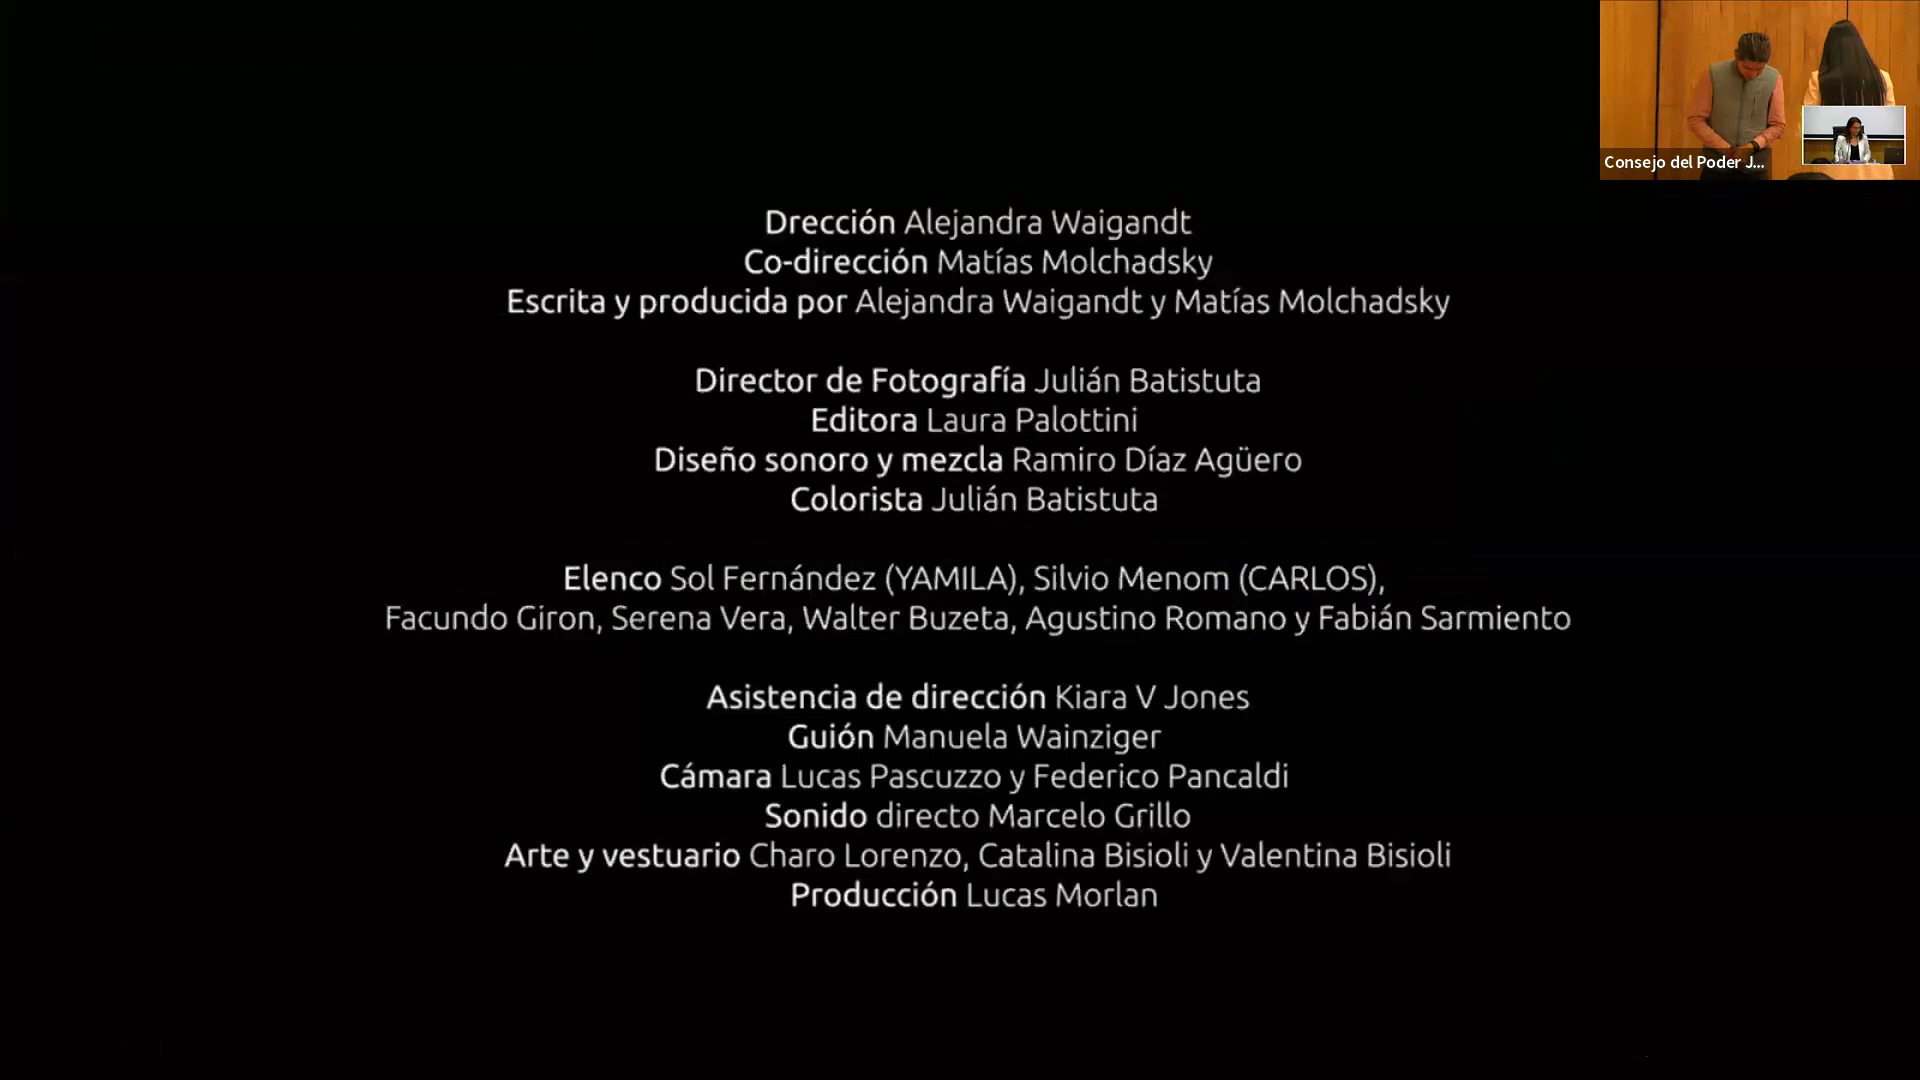 Consejo del Poder J...
Drección Alejandra Waigandt
Co-dirección Matías Molchadsky
Escrita y producida por Alejandra Waigandt y Matías Molchadsky
Director de Fotografía Julián Batistuta
Editora Laura Palottini
Diseño sonoro y mezcla Ramiro Díaz Agüero
Colorista Julián Batistuta
Elenco Sol Fernández (YAMILA), Silvio Menom (CARLOS),
Facundo Giron, Serena Vera, Walter Buzeta, Agustino Romano y Fabián Sarmiento
Asistencia de dirección Kiara V Jones
Guión Manuela Wainziger
Cámara Lucas Pascuzzo y Federico Pancaldi
Sonido directo Marcelo Grillo
Arte y vestuario Charo Lorenzo, Catalina Bisioli y Valentina Bisioli
Producción Lucas Morlan